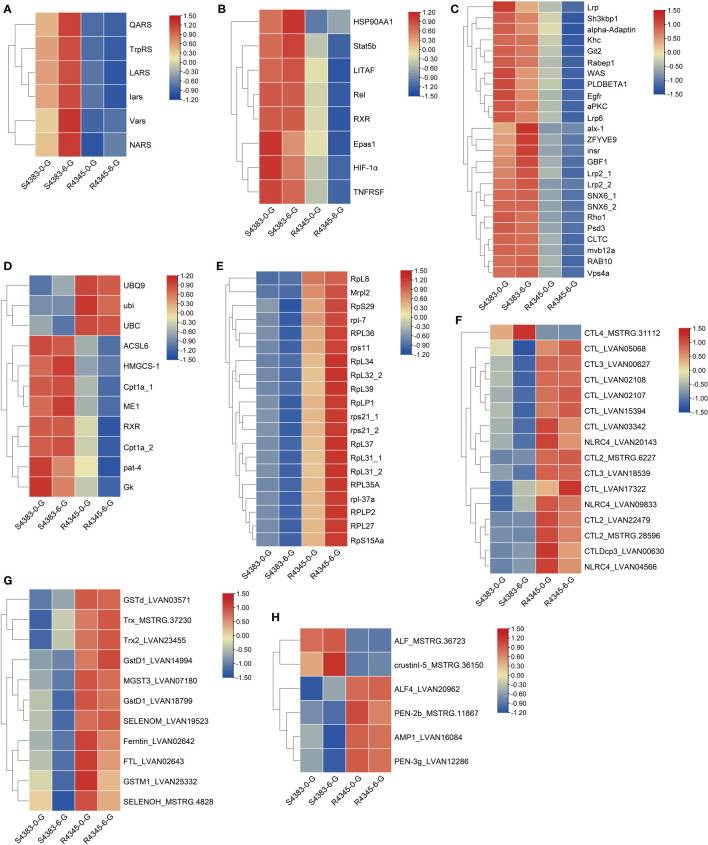 A
QARS
TrpRS
LARS
Iars
Vars
NARS
1.50
1.20
0.90
0.60
0.30
0.00
-0.30
-0.60
-0.90
-1.20
S4383-0-G
S4383-6-G
R4345-0-G
R4345-6-G
B
HSP90AA1
Stat5b
LITAF
Rel
RXR
Epas1
HIF-1α
TNFRSF
1.50
1.20
0.90
0.60
0.30
0.00
-0.30
-0.60
-0.90
-1.20
-1.50
S4383-0-G
S4383-6-G
R4345-0-G
R4345-6-G
C
Lrp
Sh3kbp1
alpha-Adaptin
Khc
Git2
Rabep1
WAS
PLDBETA1
Egfr
aPKC
Lrp6
alx-1
ZFYVE9
insr
GBF1
Lrp2_1
Lrp2_2
SNX6_1
SNX6_2
Rho1
Psd3
CLTC
mvb12a
RAB10
Vps4a
1.50
1.00
0.50
0.00
-0.50
-1.00
-1.50
S4383-0-G
S4383-6-G
R4345-0-G
R4345-6-G
D
UBQ9
ubi
UBC
ACSL6
HMGCS-1
Cpt1a_1
ME1
RXR
Cpt1a_2
pat-4
Gk
1.50
1.20
0.90
0.60
0.30
0.00
-0.30
-0.60
-0.90
-1.20
-1.50
S4383-0-G
S4383-6-G
R4345-0-G
R4345-6-G
E
RpL8
Mrpl2
RpS29
rpl-7
RPL36
rps11
RPL34
RPL32_2
RPL39
RpLP1
rps21_1
rps21_2
RpL37
RpL31_1
RpL31_2
RPL35A
rpl-37a
RPLP2
RPL27
RpS15Aa
1.50
1.20
0.90
0.60
0.30
0.00
-0.30
-0.60
-0.90
-1.20
S4383-0-G
S4383-6-G
R4345-0-G
R4345-6-G
F
CTL4_MSTRG.31112
CTL_LVAN05068
CTL3_LVAN00627
CTL_LVAN02108
CTL_LVAN02107
CTL_LVAN15394
CTL_LVAN03342
NLRC4_LVAN20143
CTL2_MSTRG.6227
CTL3_LVAN18539
CTL_LVAN17322
NLRC4_LVAN09833
CTL2_LVAN22479
CTL2_MSTRG.28596
CTLDcp3_LVAN00630
NLRC4_LVAN04566
1.50
1.00
0.50
0.00
-0.50
-1.00
-1.50
S4383-0-G
S4383-6-G
R4345-0-G
R4345-6-G
G
GSTd_LVAN03571
Trx_MSTRG.37230
Trx2_LVAN23455
GstD1_LVAN14994
MGST3_LVAN07180
GstD1_LVAN18799
SELENOM_LVAN19523
Ferritin_LVAN02642
FTL_LVAN02643
GSTM1_LVAN25332
SELENOH_MSTRG.4828
1.50
1.00
0.50
0.00
-0.50
-1.00
-1.50
S4383-0-G
S4383-6-G
R4345-0-G
R4345-6-G
H
ALF_MSTRG.36723
crustinI-5_MSTRG.36150
ALF4_LVAN20962
PEN-2b_MSTRG.11867
AMP1_LVAN16084
PEN-3g_LVAN12286
1.50
1.20
0.90
0.60
0.30
0.00
-0.30
-0.60
-0.90
-1.20
S4383-0-G
S4383-6-G
R4345-0-G
R4345-6-G